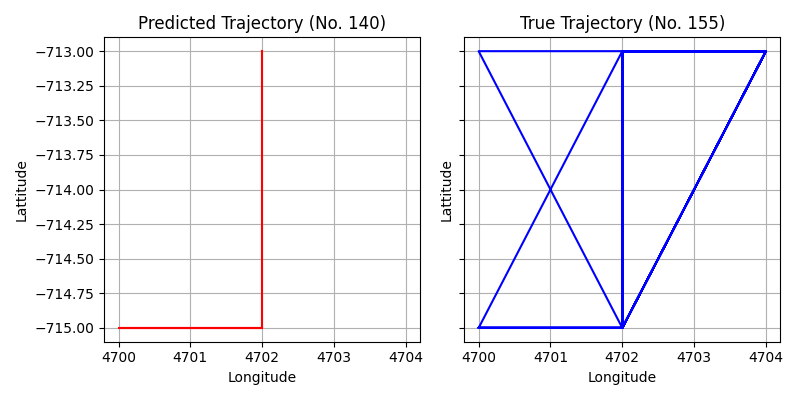 Predicted Trajectory (No. 140)
True Trajectory (No. 155)
−713.00
−713.25
−713.50
−713.75
−714.00
−714.25
−714.50
−714.75
−715.00
Lattitude
Lattitude
4700 4701 4702 4703 4704
4700 4701 4702 4703 4704
Longitude
Longitude